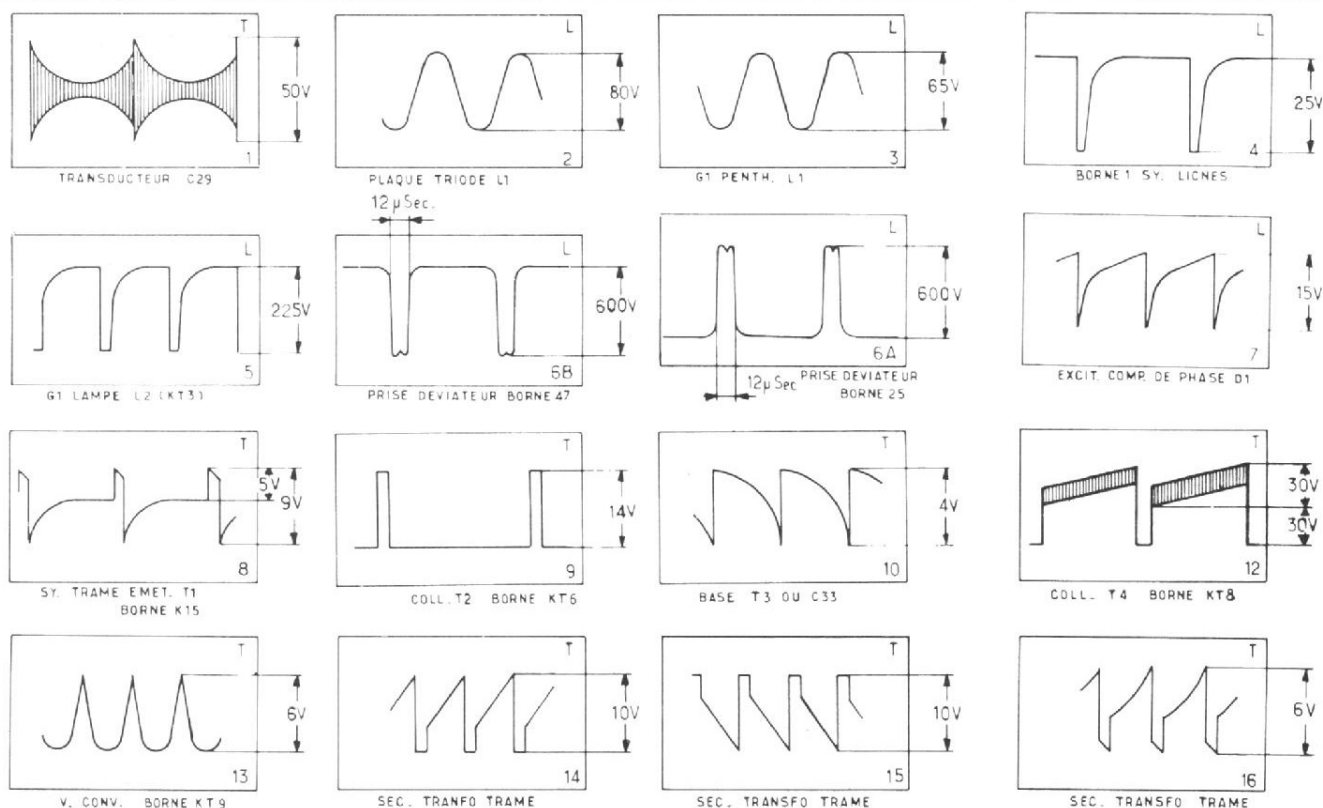 T
50V
1
TRANSDUCTEUR C29
L
80V
2
PLAQUE TRIODE L1
L
65V
3
G1 PENTH. L1
L
25V
4
BORNE 1 SY. LIGNES
L
225V
5
G1 LAMPE L2 (KT3)
12µSec.
L
600V
6B
PRISE DEVIATEUR BORNE 47
L
600V
6A
12µSec
PRISE DEVIATEUR
BORNE 25
L
15V
7
EXCIT. COMP. DE PHASE D1
T
5V
9V
8
SY. TRAME EMET. T1
BORNE K15
T
14V
9
COLL. T2 BORNE KT6
T
4V
10
BASE T3 OU C33
T
30V
30V
12
COLL. T4 BORNE KT8
T
6V
13
V. CONV. BORNE KT9
T
10V
14
SEC. TRANFO TRAME
T
10V
15
SEC. TRANSFO TRAME
T
6V
16
SEC. TRANSFO TRAME